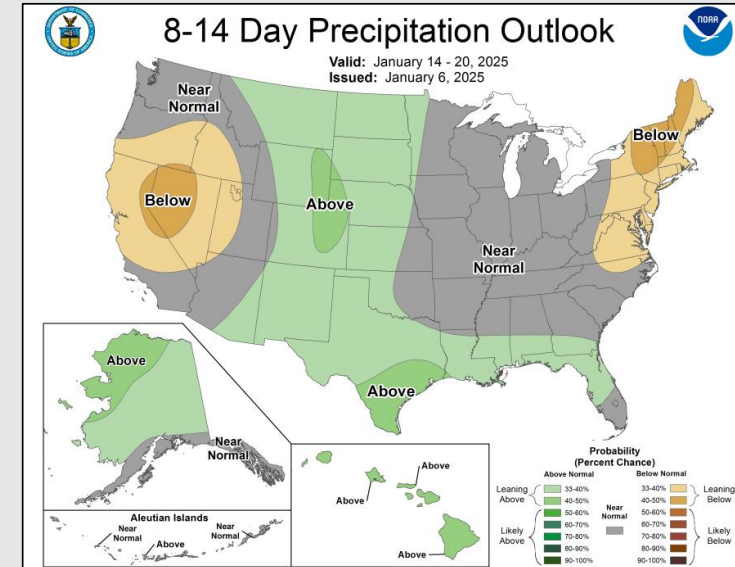 8-14 Day Precipitation Outlook
NOAA
Valid: January 14 - 20, 2025
Issued: January 6, 2025
Near
Normal
Below
Below
Above
Near
Normal
Above
Above
Near
Normal
Above
Above
Above
Aleutian Islands
Near
Normal
Above
Near
Normal
Probability
(Percent Chance)
Above Normal
Below Normal
Leaning
Above
33-40%
40-50%
Likely
Above
50-60%
60-70%
70-80%
80-90%
90-100%
Near
Normal
33-40%
40-50%
Leaning
Below
50-60%
60-70%
70-80%
80-90%
90-100%
Likely
Below